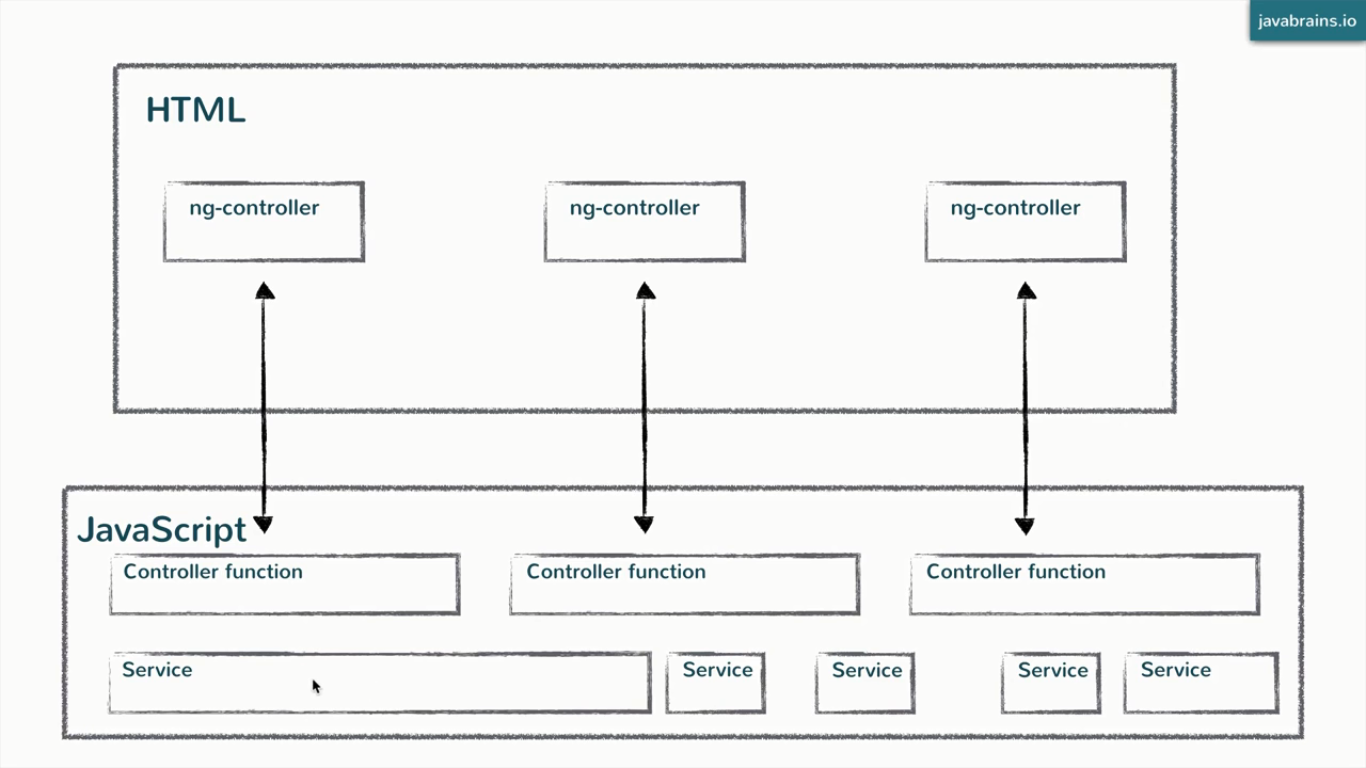 javabrains.io
HTML
ng-controller
ng-controller
ng-controller
JavaScript
Controller function
Controller function
Controller function
Service
Service
Service
Service
Service